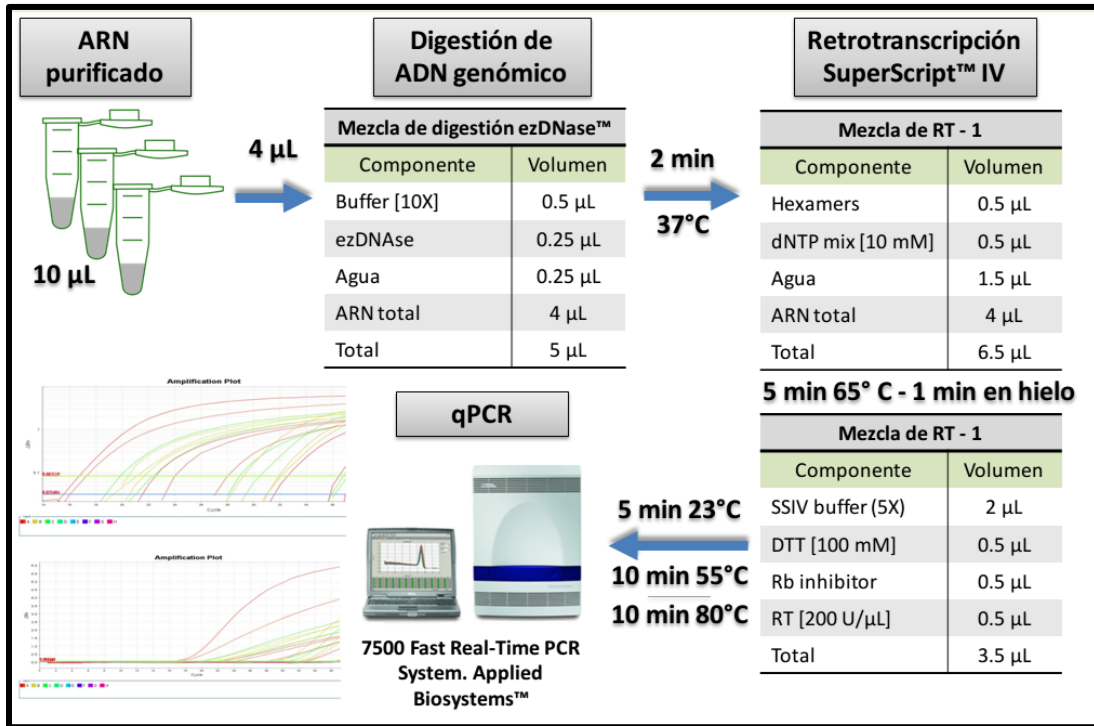 ARN
purificado
10 µL
4 µL
Digestión de
ADN genómico
Mezcla de digestión ezDNase™
Componente Volumen
Buffer [10X] 0.5 µL
ezDNAse 0.25 µL
Agua 0.25 µL
ARN total 4 µL
Total 5 µL
2 min
37°C
Retrotranscripción
SuperScript™ IV
Mezcla de RT - 1
Componente Volumen
Hexamers 0.5 µL
dNTP mix [10 mM] 0.5 µL
Agua 1.5 µL
ARN total 4 µL
Total 6.5 µL
5 min 65° C - 1 min en hielo
Mezcla de RT - 1
Componente Volumen
SSIV buffer (5X) 2 µL
DTT [100 mM] 0.5 µL
Rb inhibitor 0.5 µL
RT [200 U/µL] 0.5 µL
Total 3.5 µL
5 min 23°C
10 min 55°C
10 min 80°C
qPCR
7500 Fast Real-Time PCR
System. Applied
Biosystems™
Amplification Plot
Cycle
Amplification Plot
Cycle